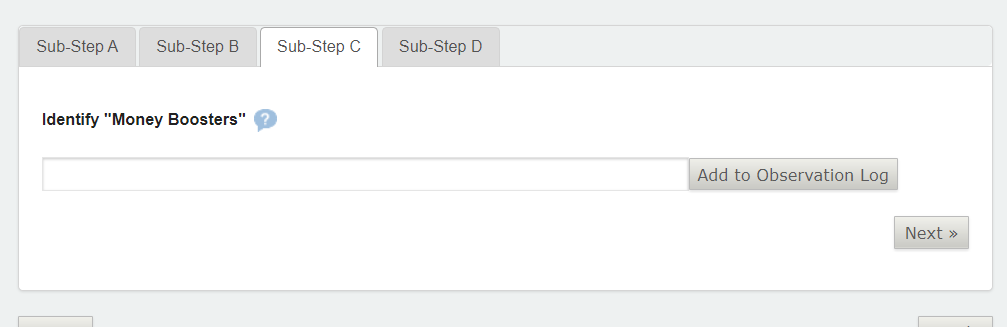 Sub-Step A Sub-Step B Sub-Step C Sub-Step D
Identify "Money Boosters" ?
Add to Observation Log
Next »